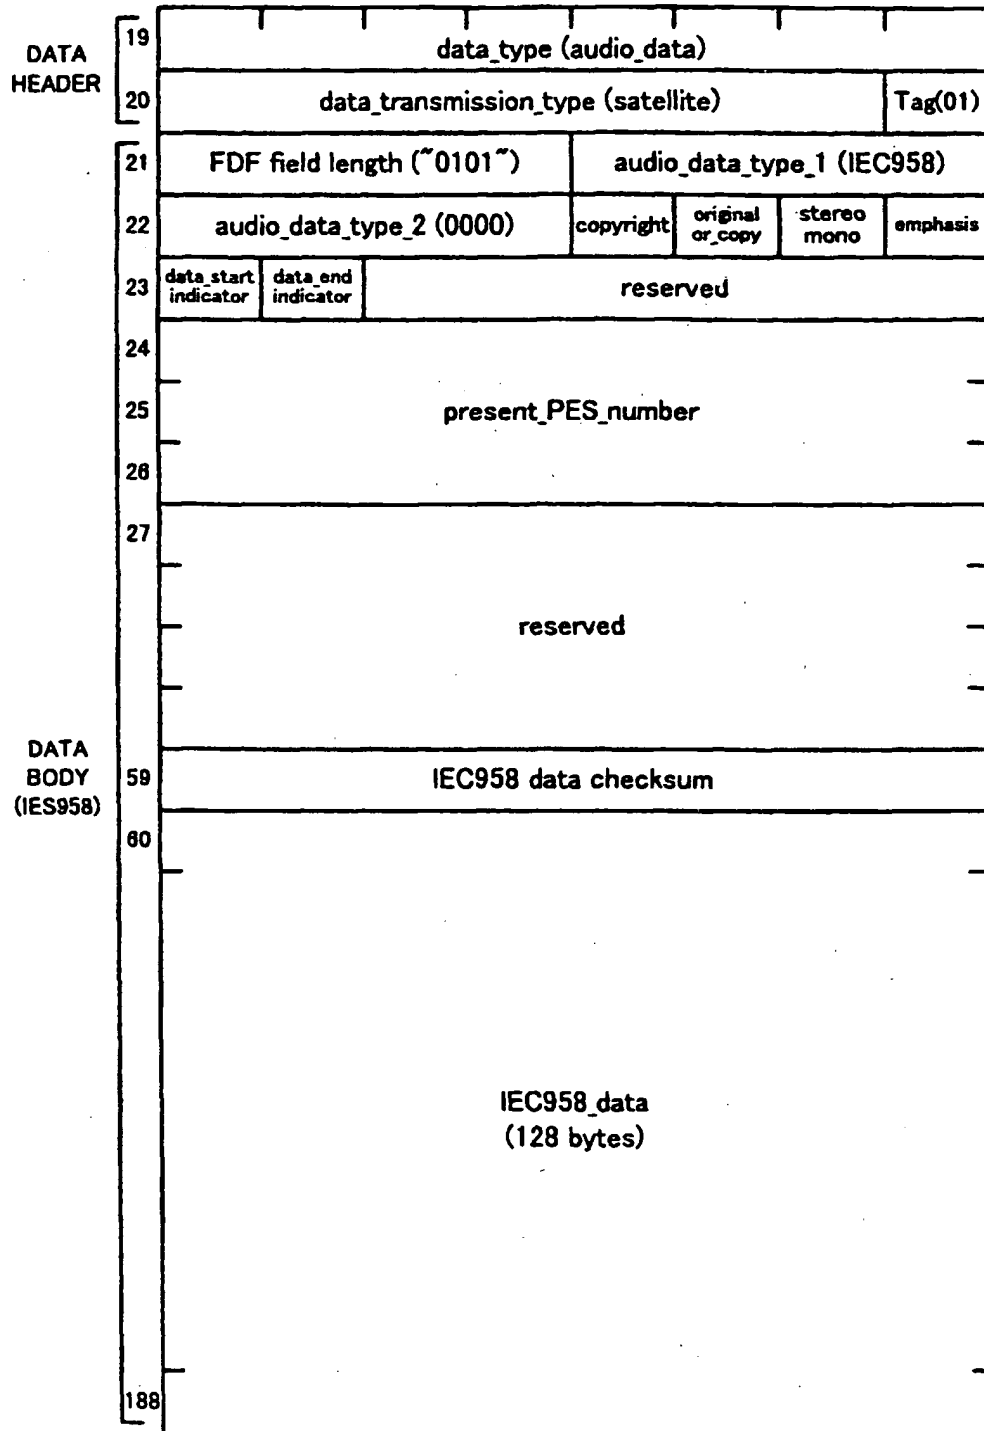 DATA
HEADER
19
data_type (audio_data)
20
data_transmission_type (satellite)
Tag(01)
21
FDF field length (˝0101˝)
audio_data_type_1 (IEC958)
22
audio_data_type_2 (0000)
copyright
original
or_copy
stereo
mono
emphasis
23
data_start
indicator
data_end
indicator
reserved
24
25
present_PES_number
26
27
reserved
DATA
BODY
(IES958)
59
IEC958 data checksum
60
IEC958_data
(128 bytes)
188